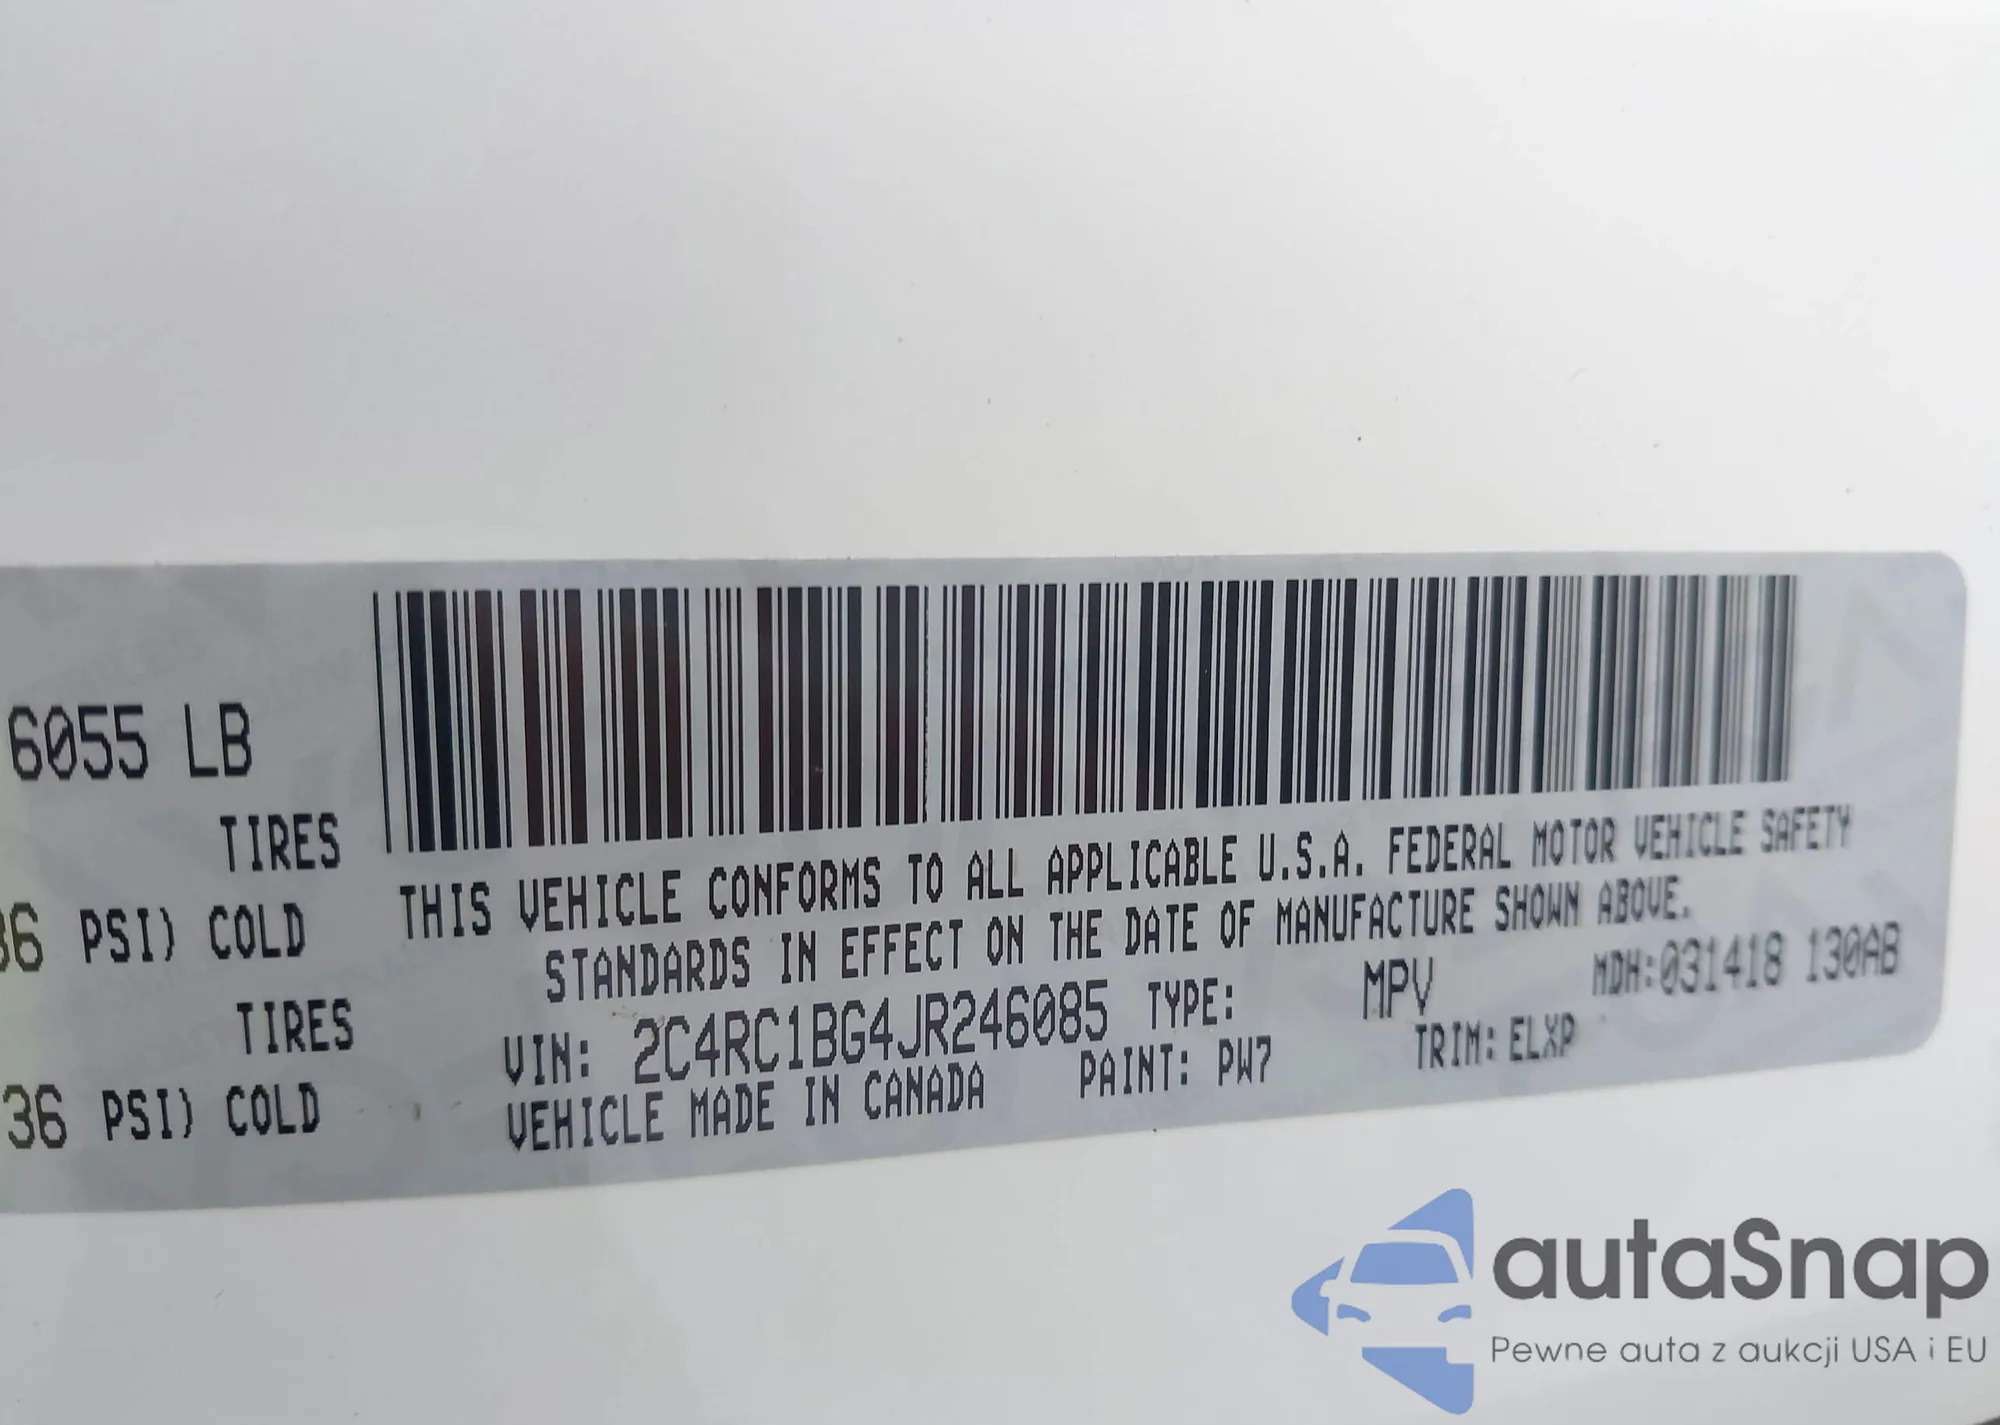 6055 LB
TIRES
36 PSI) COLD
TIRES
36 PSI) COLD
THIS VEHICLE CONFORMS TO ALL APPLICABLE U.S.A. FEDERAL MOTOR VEHICLE SAFETY
STANDARDS IN EFFECT ON THE DATE OF MANUFACTURE SHOWN ABOVE.
VIN: 2C4RC1BG4JR246085 TYPE: MPV MDH:031418 130AB
VEHICLE MADE IN CANADA PAINT: PW7 TRIM: ELXP
autaSnap
Pewne auta z aukcji USA i EU